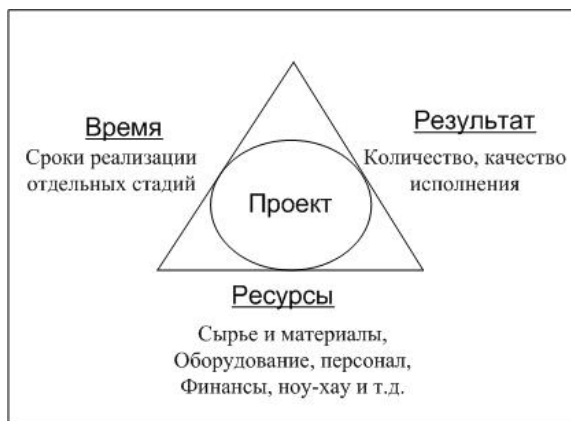 Время
Сроки реализации
отдельных стадий
Результат
Количество, качество
исполнения
Проект
Ресурсы
Сырье и материалы,
Оборудование, персонал,
Финансы, ноу-хау и т.д.